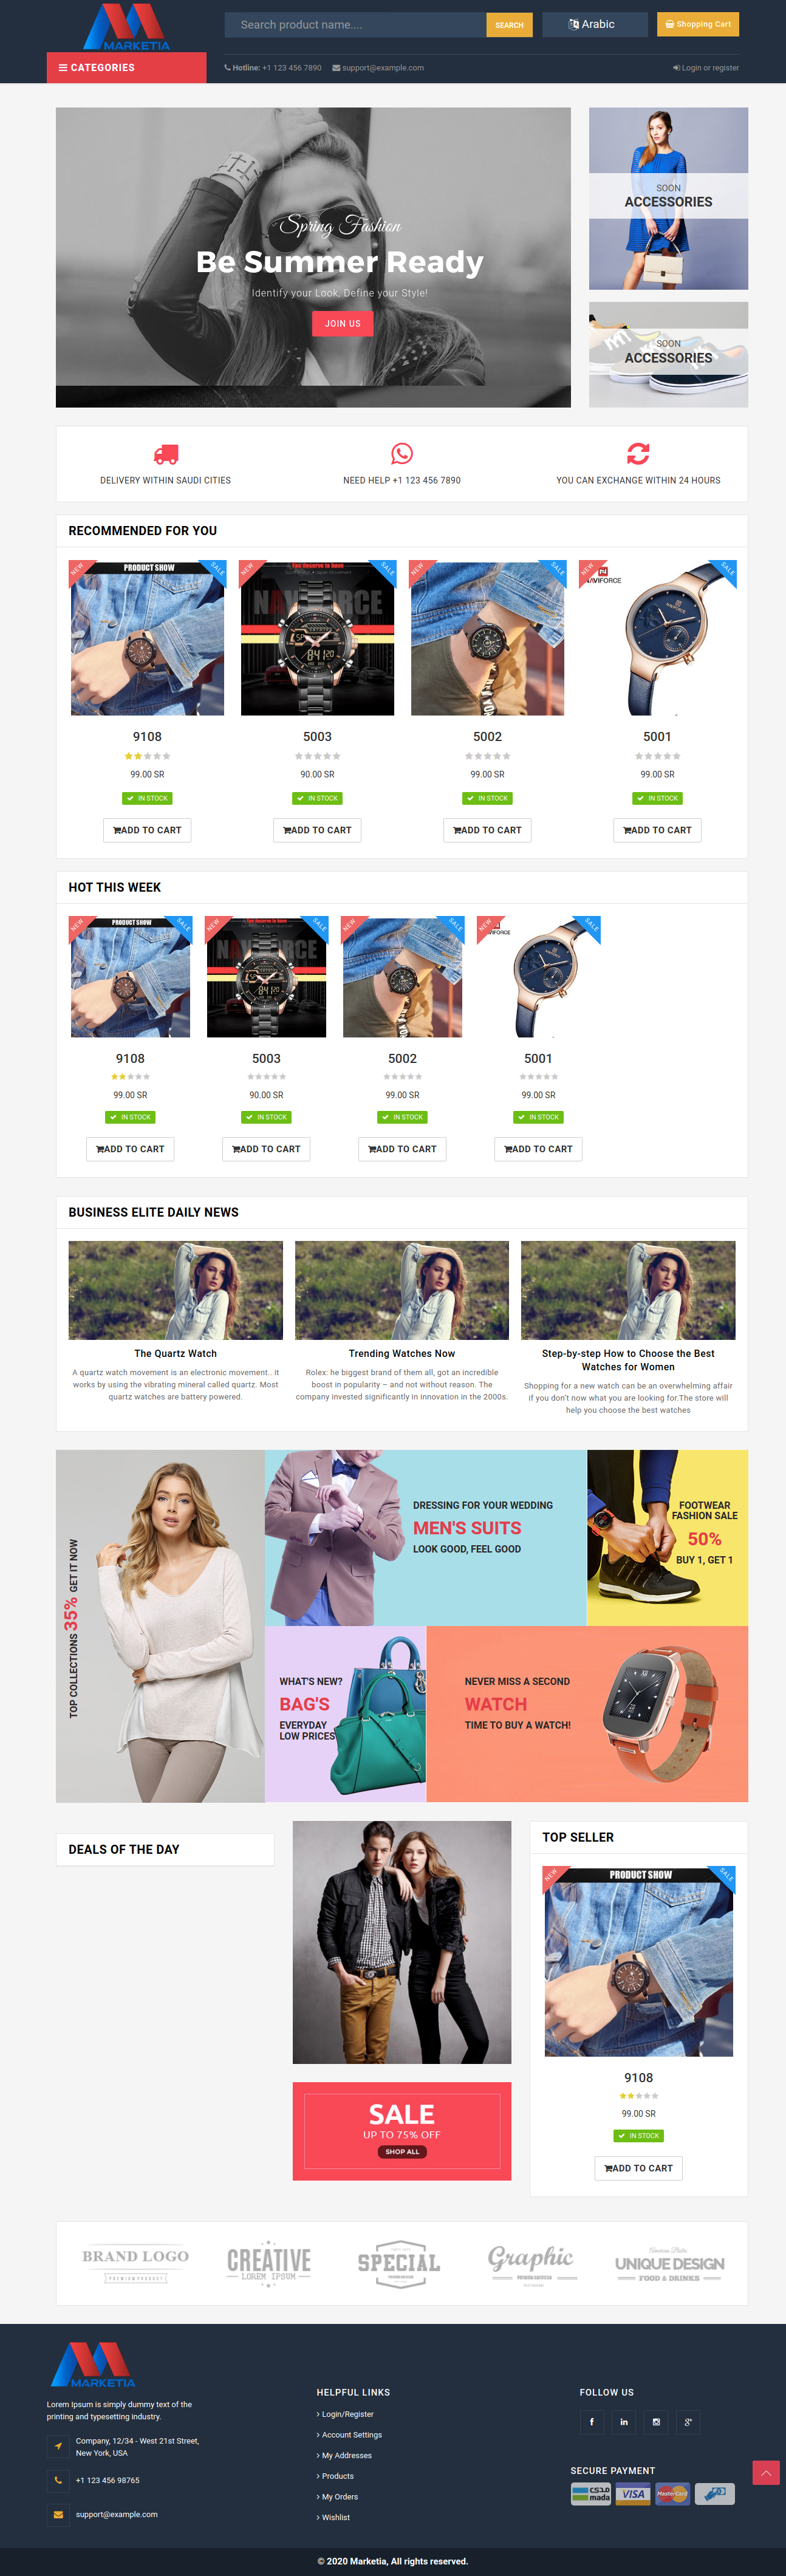 MARKETIA
Search product name....
SEARCH
Arabic
Shopping Cart
CATEGORIES
Hotline: +1 123 456 7890
support@example.com
Login or register
Spring Fashion
Be Summer Ready
Identify your Look, Define your Style!
JOIN US
SOON
ACCESSORIES
SOON
ACCESSORIES
DELIVERY WITHIN SAUDI CITIES
NEED HELP +1 123 456 7890
YOU CAN EXCHANGE WITHIN 24 HOURS
RECOMMENDED FOR YOU
NEW
PRODUCT SHOW
SALE
NEW
You deserve to have
SALE
NEW
SALE
NEW
NAVIFORCE
SALE
9108
99.00 SR
IN STOCK
ADD TO CART
5003
90.00 SR
IN STOCK
ADD TO CART
5002
99.00 SR
IN STOCK
ADD TO CART
5001
99.00 SR
IN STOCK
ADD TO CART
HOT THIS WEEK
NEW
PRODUCT SHOW
SALE
NEW
SALE
NEW
SALE
NEW
SALE
9108
99.00 SR
IN STOCK
ADD TO CART
5003
90.00 SR
IN STOCK
ADD TO CART
5002
99.00 SR
IN STOCK
ADD TO CART
5001
99.00 SR
IN STOCK
ADD TO CART
BUSINESS ELITE DAILY NEWS
The Quartz Watch
A quartz watch movement is an electronic movement.. it
works by using the vibrating mineral called quartz. Most
quartz watches are battery powered.
Trending Watches Now
Rolex: he biggest brand of them all, got an incredible
boost in popularity – and not without reason. The
company invested significantly in innovation in the 2000s.
Step-by-step How to Choose the Best
Watches for Women
Shopping for a new watch can be an overwhelming affair
if you don't now what you are looking for.The store will
help you choose the best watches
TOP COLLECTIONS 35% GET IT NOW
DRESSING FOR YOUR WEDDING
MEN'S SUITS
LOOK GOOD, FEEL GOOD
FOOTWEAR
FASHION SALE
50%
BUY 1, GET 1
WHAT'S NEW?
BAG'S
EVERYDAY
LOW PRICES
NEVER MISS A SECOND
WATCH
TIME TO BUY A WATCH!
DEALS OF THE DAY
SALE
UP TO 75% OFF
SHOP ALL
TOP SELLER
NEW
PRODUCT SHOW
SALE
9108
99.00 SR
IN STOCK
ADD TO CART
BRAND LOGO
PREMIUM PRODUCT
CREATIVE
LOREM IPSUM
SPECIAL
Graphic
UNIQUE DESIGN
FOOD & DRINKS
MARKETIA
Lorem Ipsum is simply dummy text of the
printing and typesetting industry.
Company, 12/34 - West 21st Street,
New York, USA
+1 123 456 98765
support@example.com
HELPFUL LINKS
Login/Register
Account Settings
My Addresses
Products
My Orders
Wishlist
FOLLOW US
SECURE PAYMENT
مدى
mada
VISA
MasterCard
© 2020 Marketia, All rights reserved.